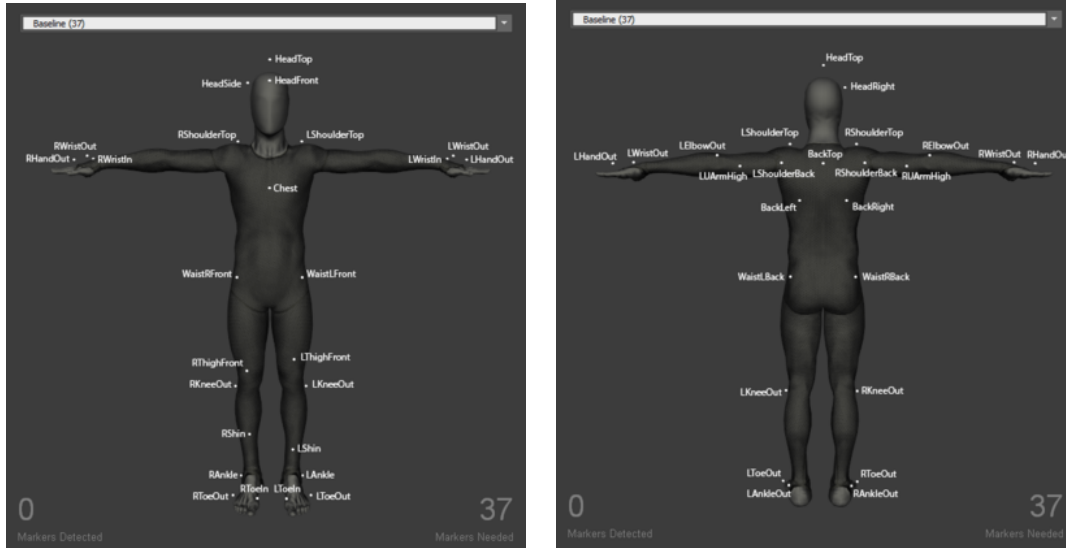 Baseline (37)
HeadTop
HeadSide
HeadFront
RShoulderTop
LShoulderTop
RWristOut
LWristOut
RHandOut
RWristIn
LWristIn
LHandOut
Chest
WaistRFront
WaistLFront
RThighFront
LThighFront
RKneeOut
LKneeOut
RShin
LShin
RAnkle
LAnkle
RToeIn
LToeIn
RToeOut
LToeOut
0
37
Markers Detected
Markers Needed
Baseline (37)
HeadTop
HeadRight
LShoulderTop
RShoulderTop
LElbowOut
RElbowOut
LHandOut
LWristOut
BackTop
RWristOut
RHandOu
LUArmHigh
LShoulderBack
RShoulderBack
RUArmHigh
BackLeft
BackRight
WaistLBack
WaistRBack
LKneeOut
RKneeOut
LToeOut
RToeOut
LAnkleOut
RAnkleOut
0
37
Markers Detected
Markers Needed